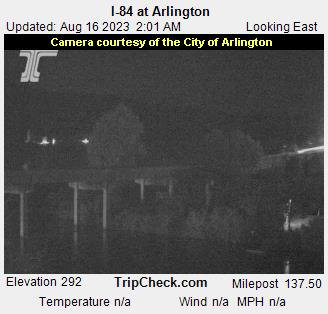 I-84 at Arlington
Updated: Aug 16 2023 2:01 AM Looking East
Camera courtesy of the City of Arlington
Elevation 292 TripCheck.com Milepost 137.50
Temperature n/a Wind n/a MPH n/a